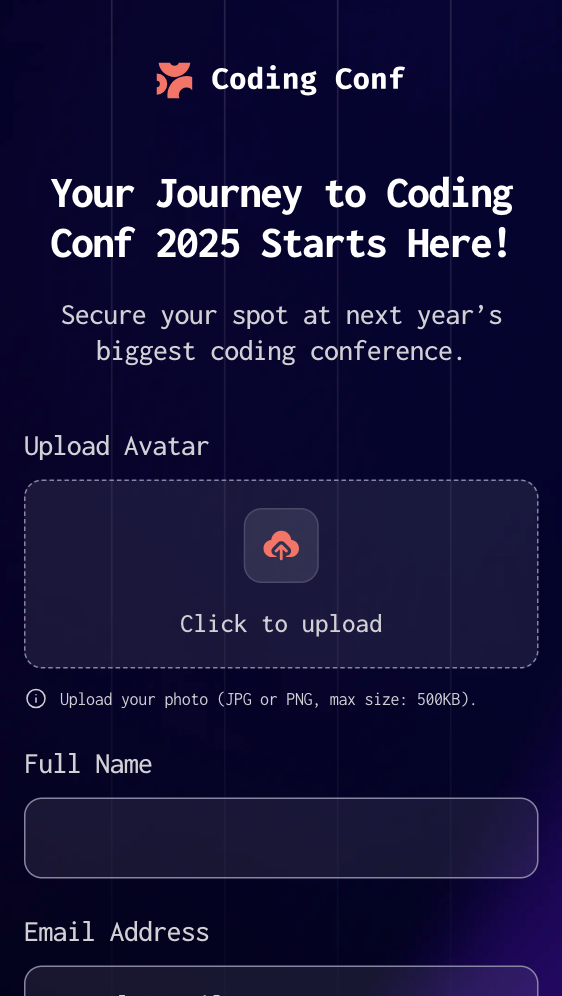 Coding Conf
Your Journey to Coding
Conf 2025 Starts Here!
Secure your spot at next year’s
biggest coding conference.
Upload Avatar
Click to upload
Upload your photo (JPG or PNG, max size: 500KB).
Full Name
Email Address